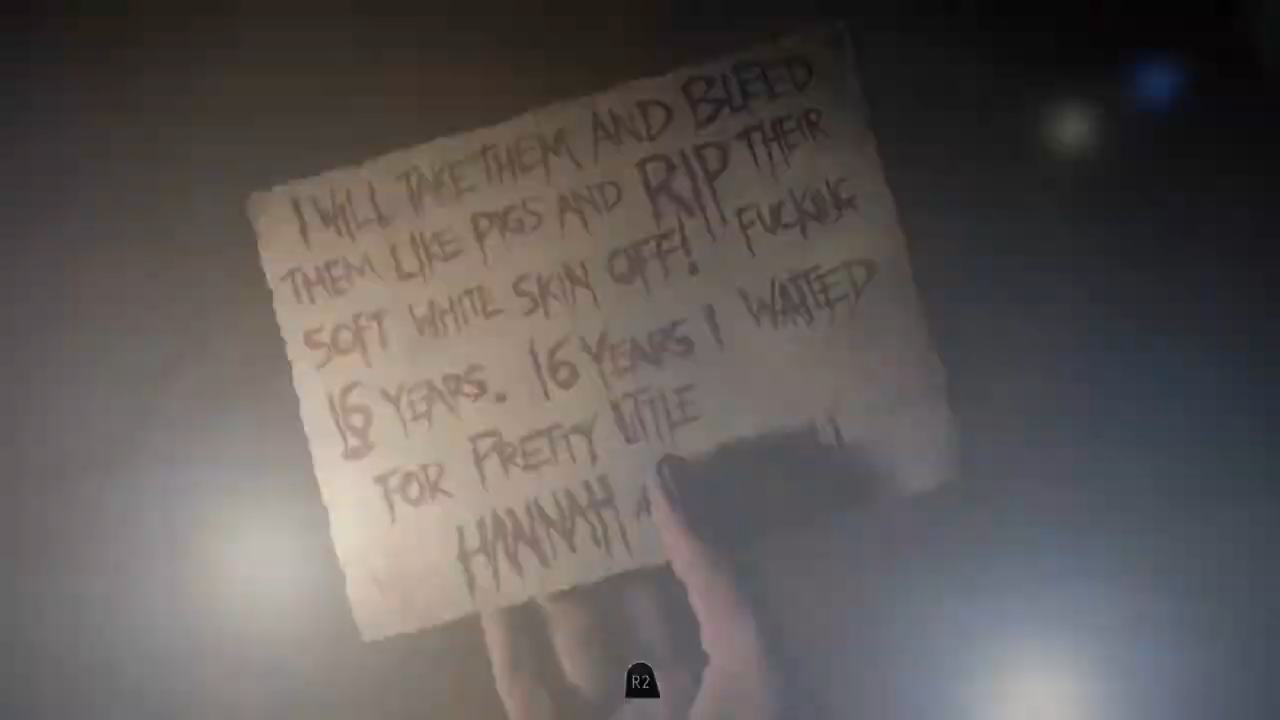 I WILL TAKE THEM AND BLEED
THEM LIKE PIGS AND RIP THEIR
SOFT WHITE SKIN OFF! FUCKING
16 YEARS. 16 YEARS I WAITED
FOR PRETTY LITTLE
HANNAH
R2